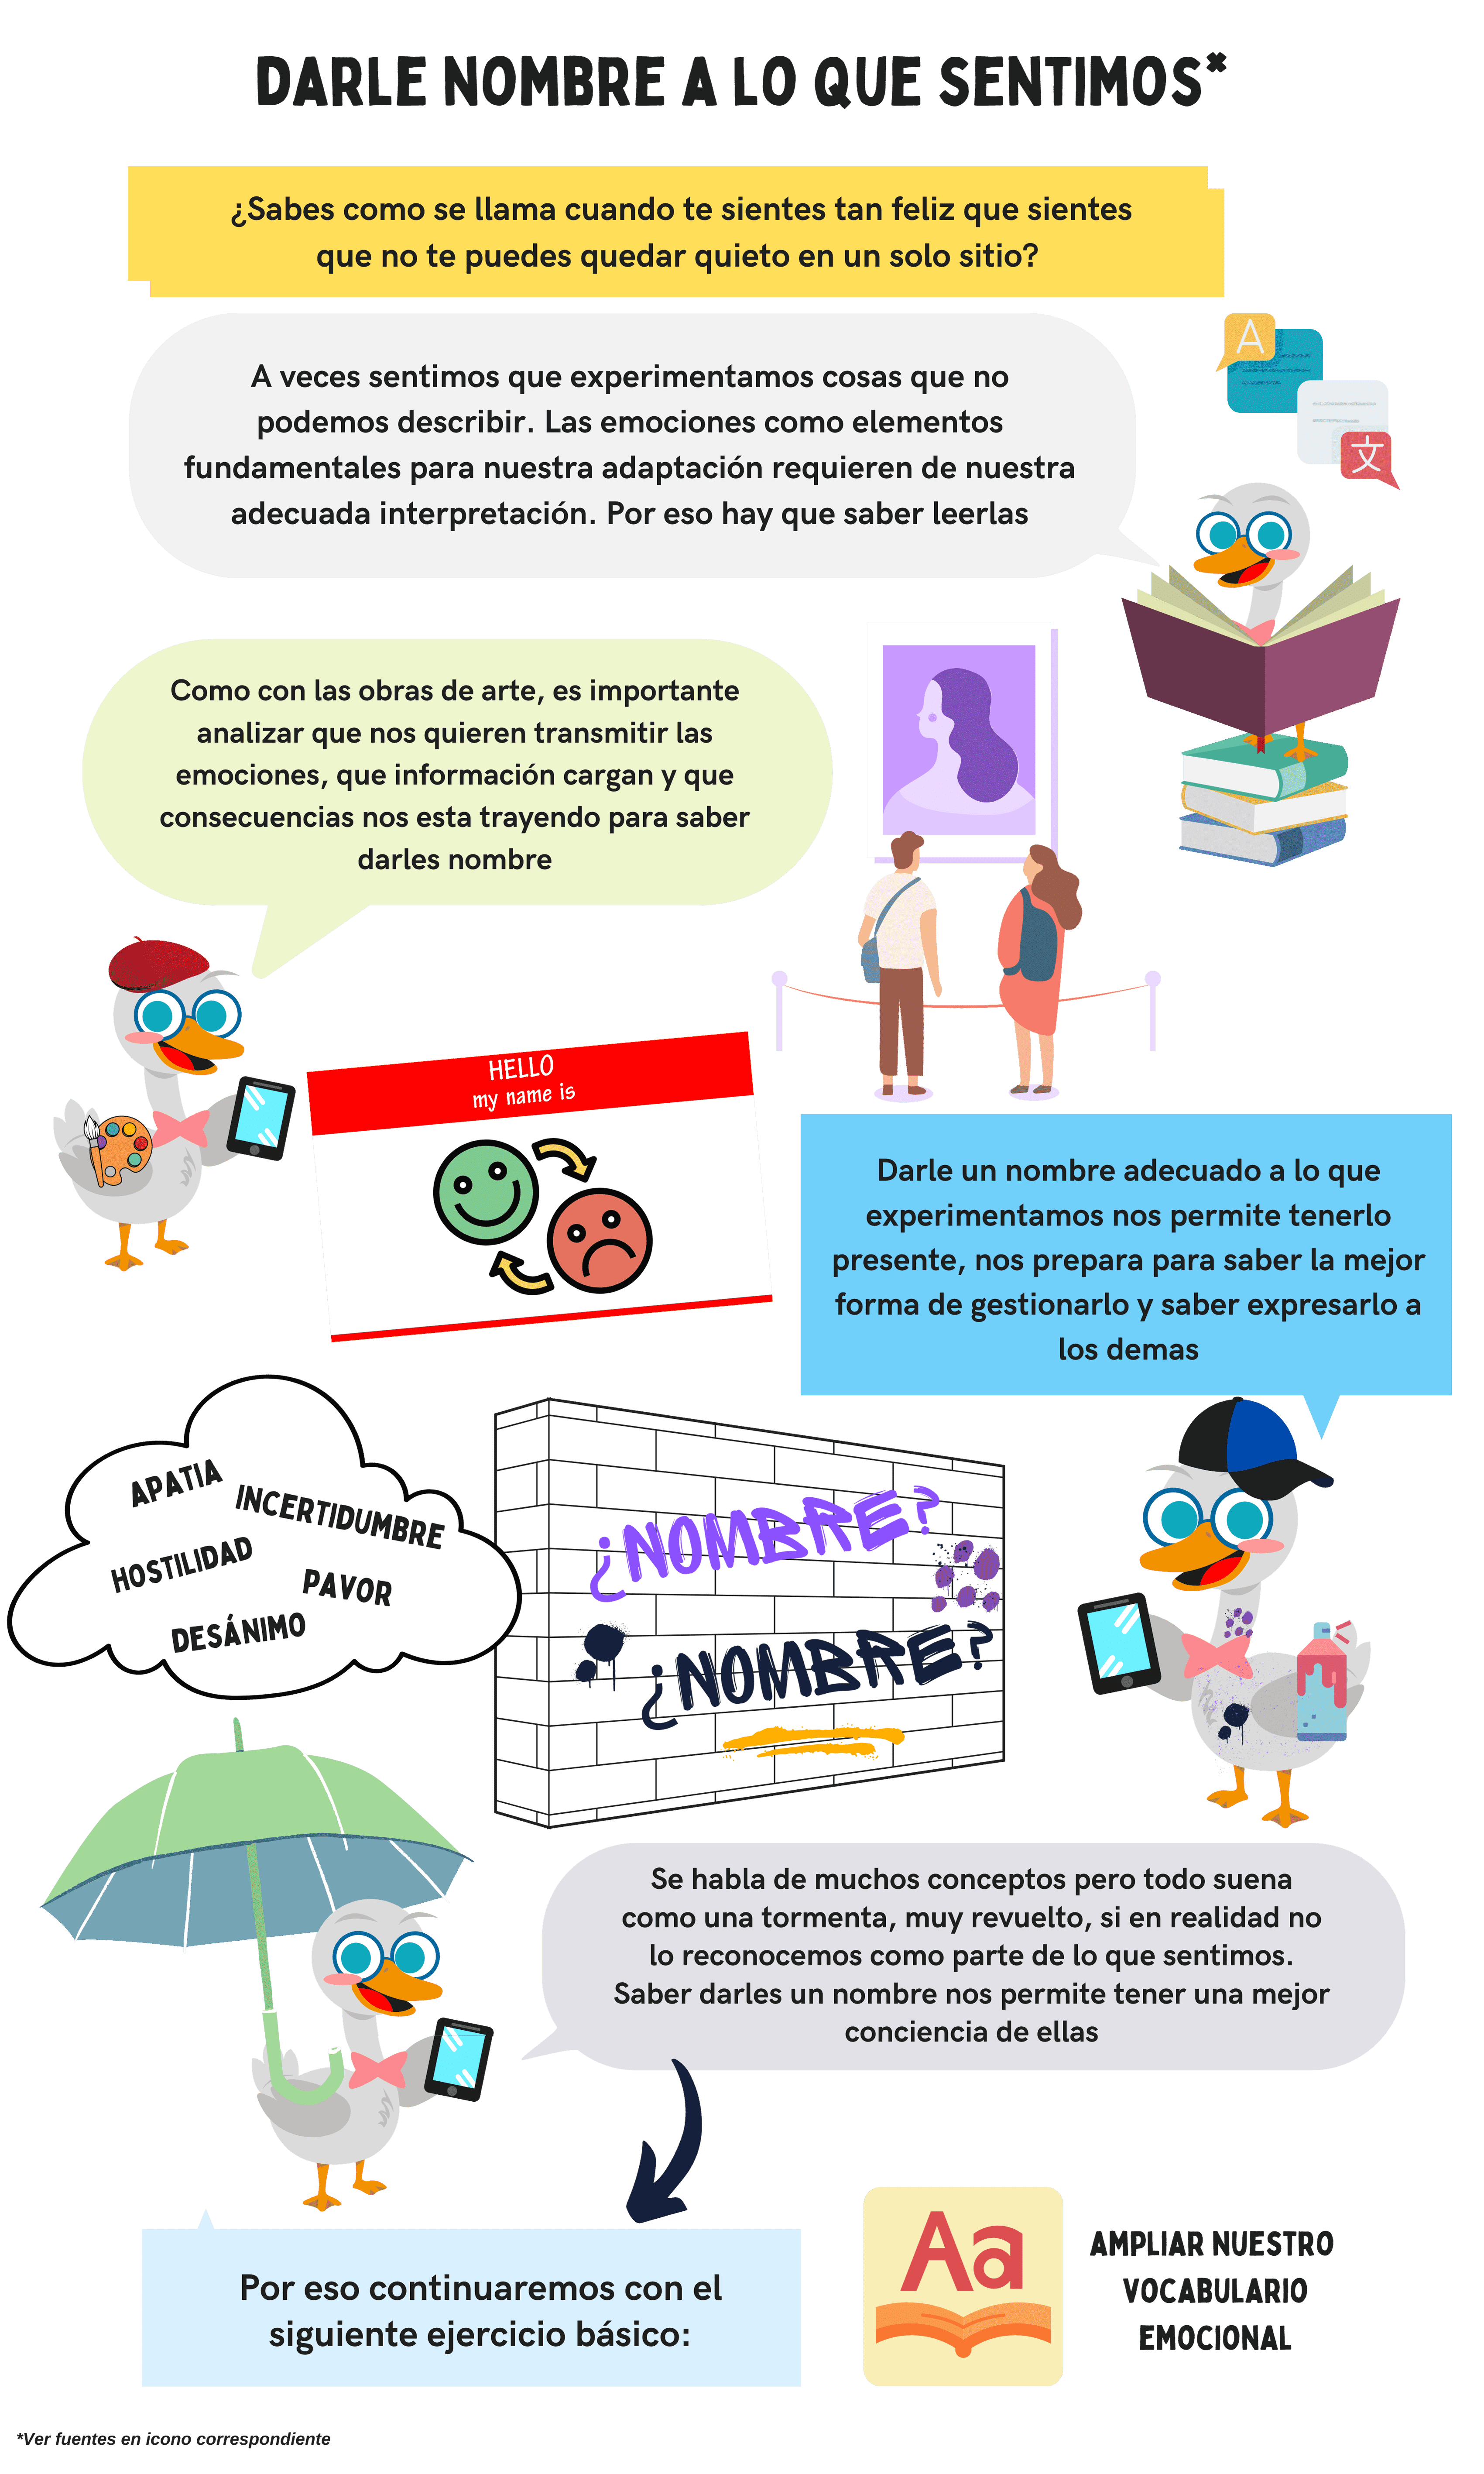 DARLE NOMBRE A LO QUE SENTIMOS*
¿Sabes como se llama cuando te sientes tan feliz que sientes
que no te puedes quedar quieto en un solo sitio?
A veces sentimos que experimentamos cosas que no
podemos describir. Las emociones como elementos
fundamentales para nuestra adaptación requieren de nuestra
adecuada interpretación. Por eso hay que saber leerlas
A
文
Como con las obras de arte, es importante
analizar que nos quieren transmitir las
emociones, que información cargan y que
consecuencias nos esta trayendo para saber
darles nombre
HELLO
my name is
Darle un nombre adecuado a lo que
experimentamos nos permite tenerlo
presente, nos prepara para saber la mejor
forma de gestionarlo y saber expresarlo a
los demas
APATIA
INCERTIDUMBRE
HOSTILIDAD
PAVOR
DESÁNIMO
¿NOMBRE?
¿NOMBRE?
Se habla de muchos conceptos pero todo suena
como una tormenta, muy revuelto, si en realidad no
lo reconocemos como parte de lo que sentimos.
Saber darles un nombre nos permite tener una mejor
conciencia de ellas
Por eso continuaremos con el
siguiente ejercicio básico:
Aa
AMPLIAR NUESTRO
VOCABULARIO
EMOCIONAL
*Ver fuentes en icono correspondiente